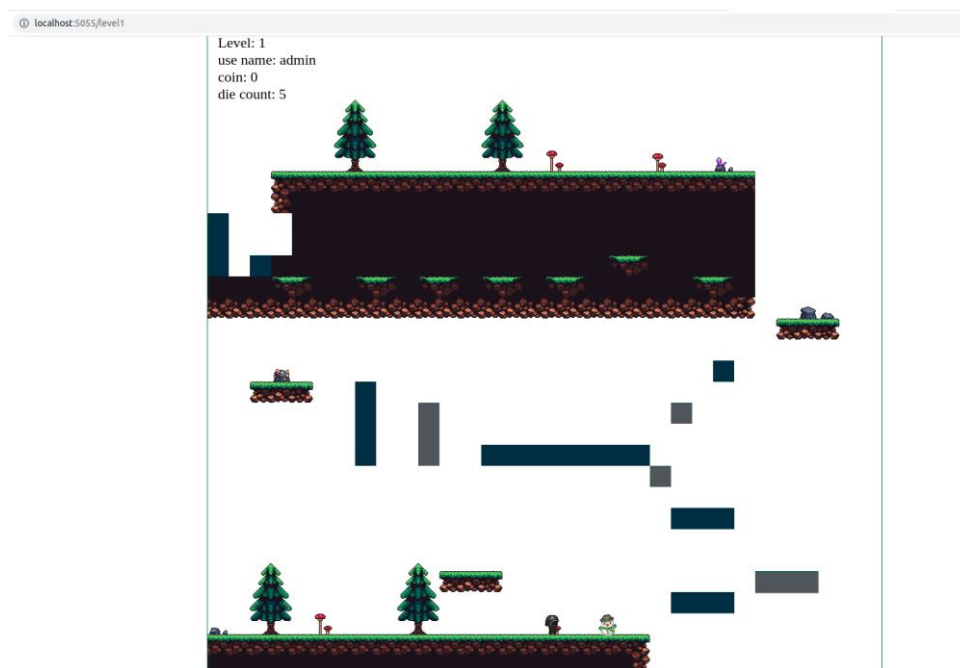 localhost:5055/level1
Level: 1
use name: admin
coin: 0
die count: 5